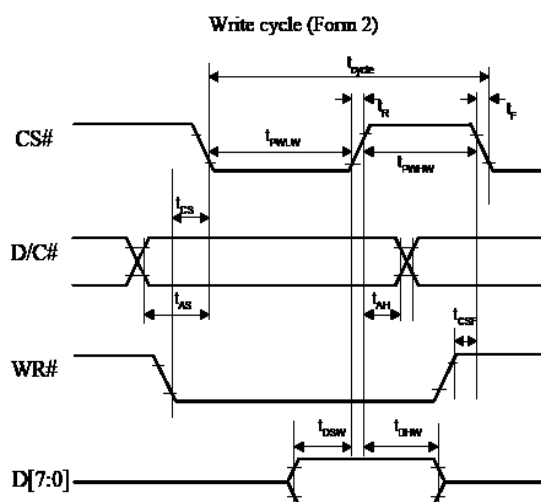 Write cycle (Form 2)
tcycle
tR
tF
CS#
tPWLW
tPWHW
tCS
D/C#
tAS
tAH
tCSF
WR#
tDSW
tDHW
D[7:0]